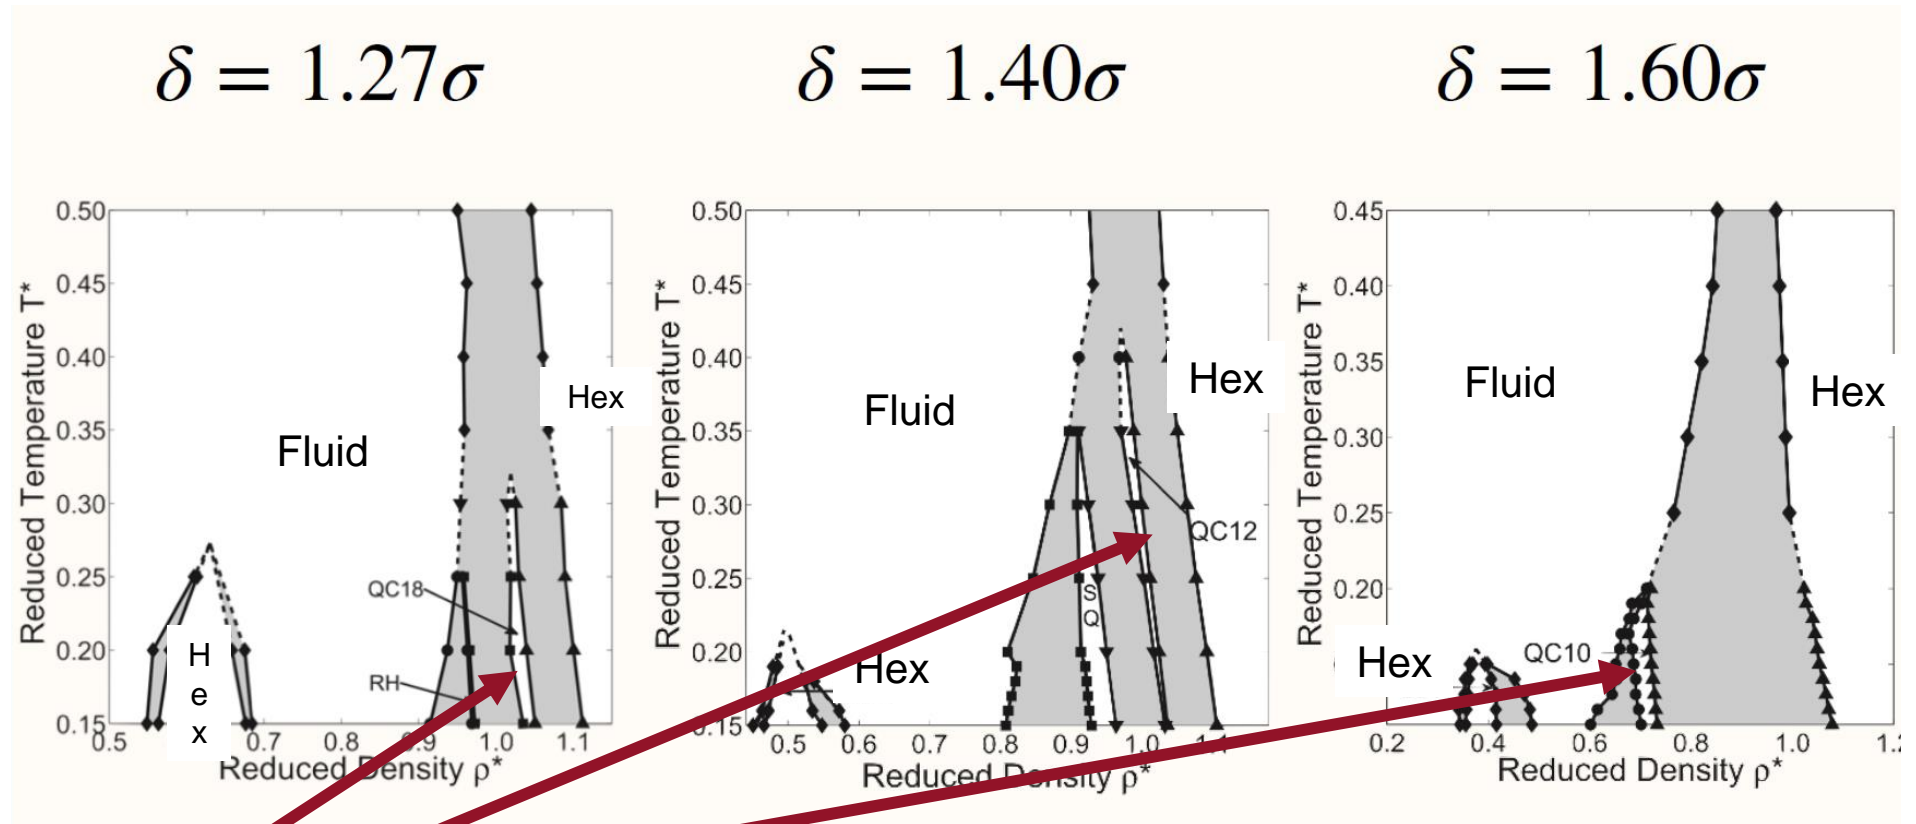 δ = 1.27σ
δ = 1.40σ
δ = 1.60σ
Reduced Temperature T*
0.50
0.45
0.40
0.35
0.30
0.25
0.20
0.15
Fluid
Hex
H
e
x
QC18
RH
0.5
0.7
0.9
1.0
1.1
Reduced Density ρ*
Reduced Temperature T*
0.50
0.45
0.40
0.35
0.30
0.25
0.20
0.15
Fluid
Hex
QC12
S
Q
Hex
0.5
0.6
0.7
0.8
0.9
1.0
Reduced Density ρ*
Reduced Temperature T*
0.45
0.40
0.35
0.30
0.25
0.20
Fluid
Hex
QC10
Hex
0.2
0.4
0.6
0.8
1.0
Reduced Density ρ*